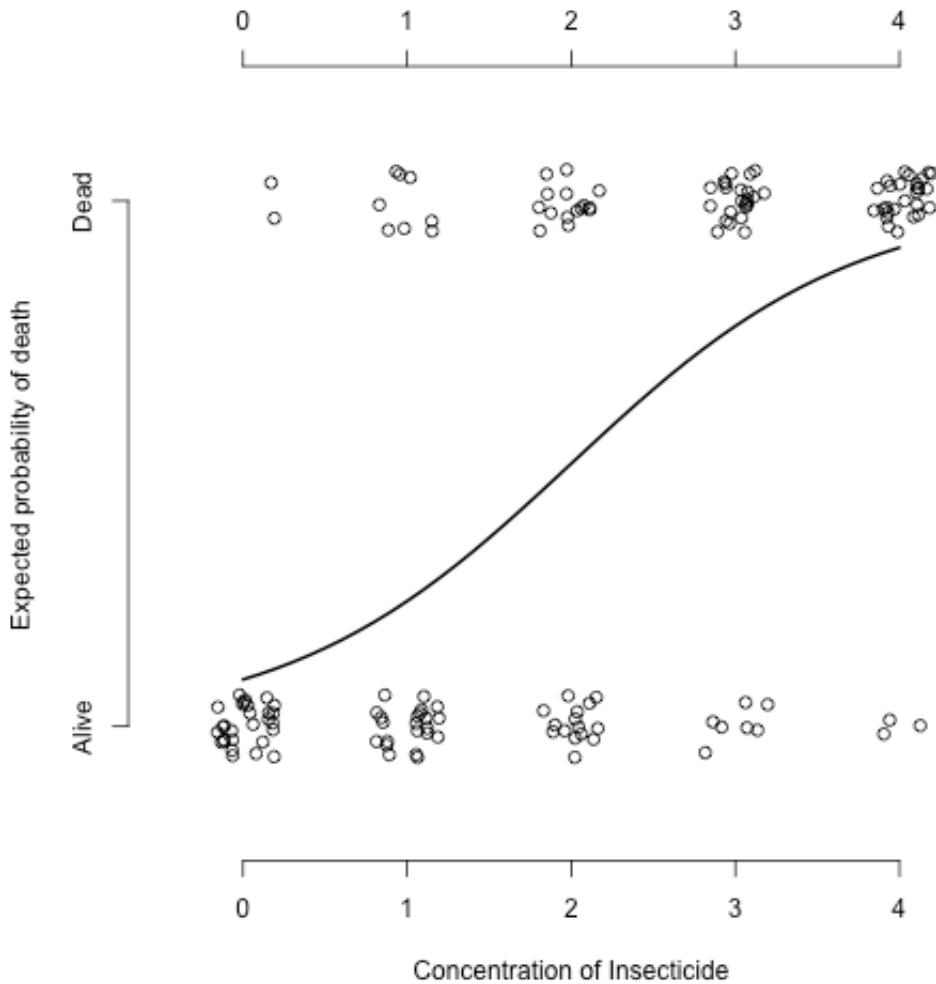 0 1 2 3 4
Dead
Expected probability of death
Alive
0 1 2 3 4
Concentration of Insecticide